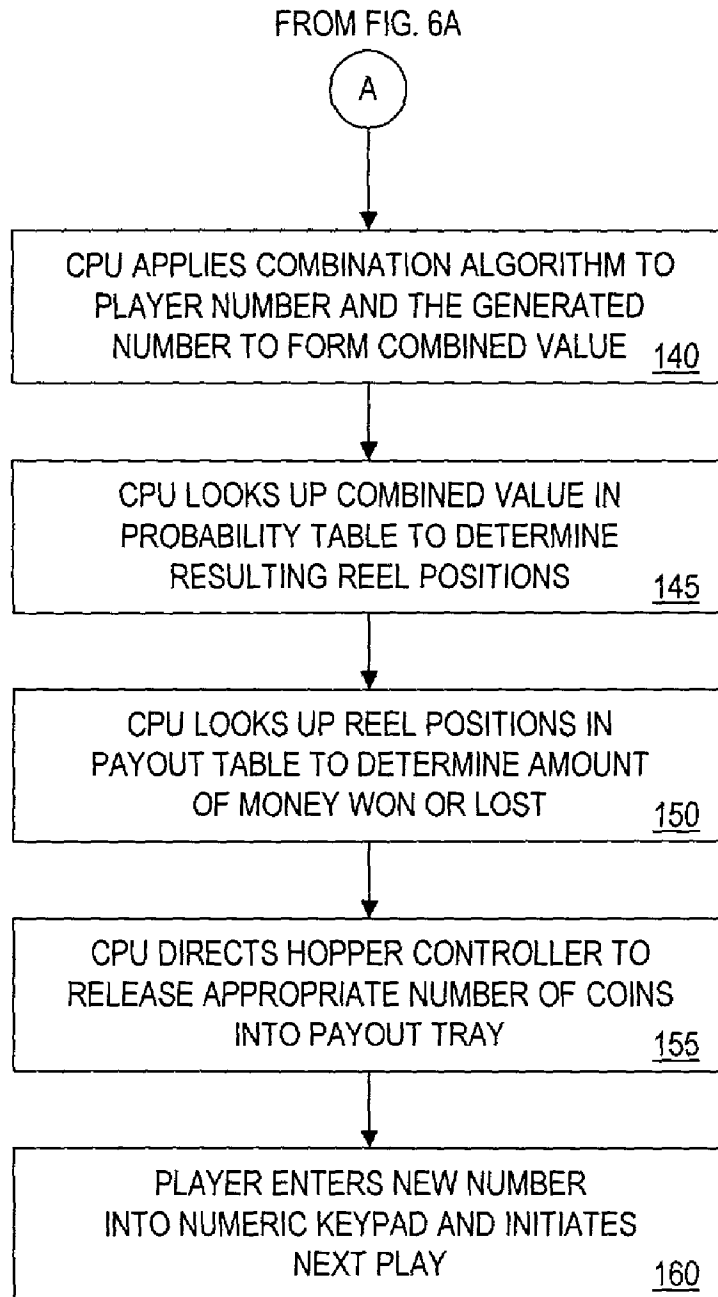 FROM FIG. 6A
A
CPU APPLIES COMBINATION ALGORITHM TO
PLAYER NUMBER AND THE GENERATED
NUMBER TO FORM COMBINED VALUE
140
CPU LOOKS UP COMBINED VALUE IN
PROBABILITY TABLE TO DETERMINE
RESULTING REEL POSITIONS
145
CPU LOOKS UP REEL POSITIONS IN
PAYOUT TABLE TO DETERMINE AMOUNT
OF MONEY WON OR LOST
150
CPU DIRECTS HOPPER CONTROLLER TO
RELEASE APPROPRIATE NUMBER OF COINS
INTO PAYOUT TRAY
155
PLAYER ENTERS NEW NUMBER
INTO NUMERIC KEYPAD AND INITIATES
NEXT PLAY
160